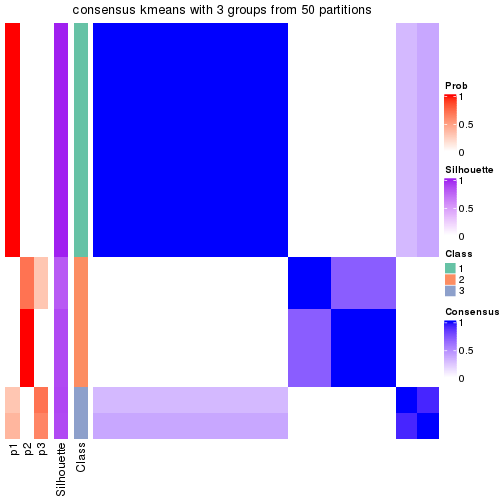 consensus kmeans with 3 groups from 50 partitions
Prob
1
0.5
0
Silhouette
1
0.5
0
Class
1
2
3
Consensus
1
0.5
0
p1
p2
p3
Silhouette
Class